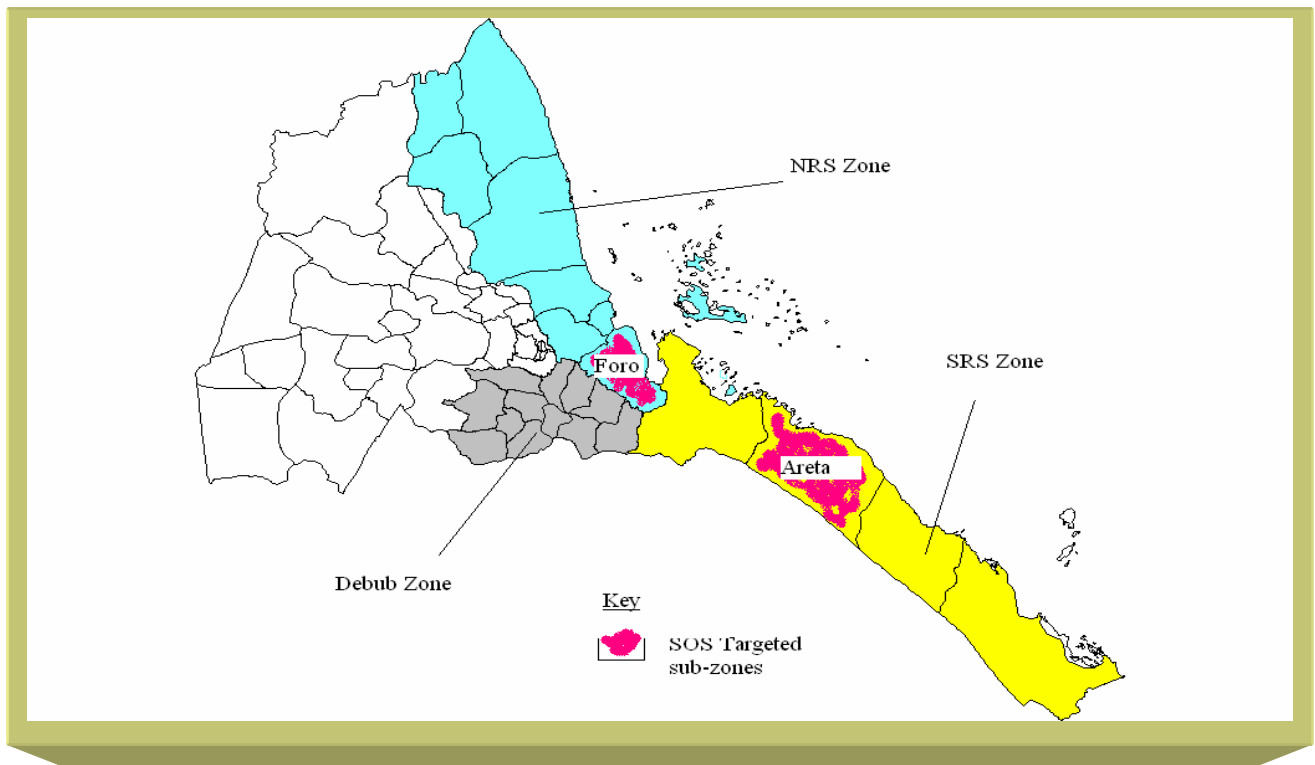 NRS Zone
Foro
SRS Zone
Areta
Debub Zone
Key
SOS Targeted
sub-zones